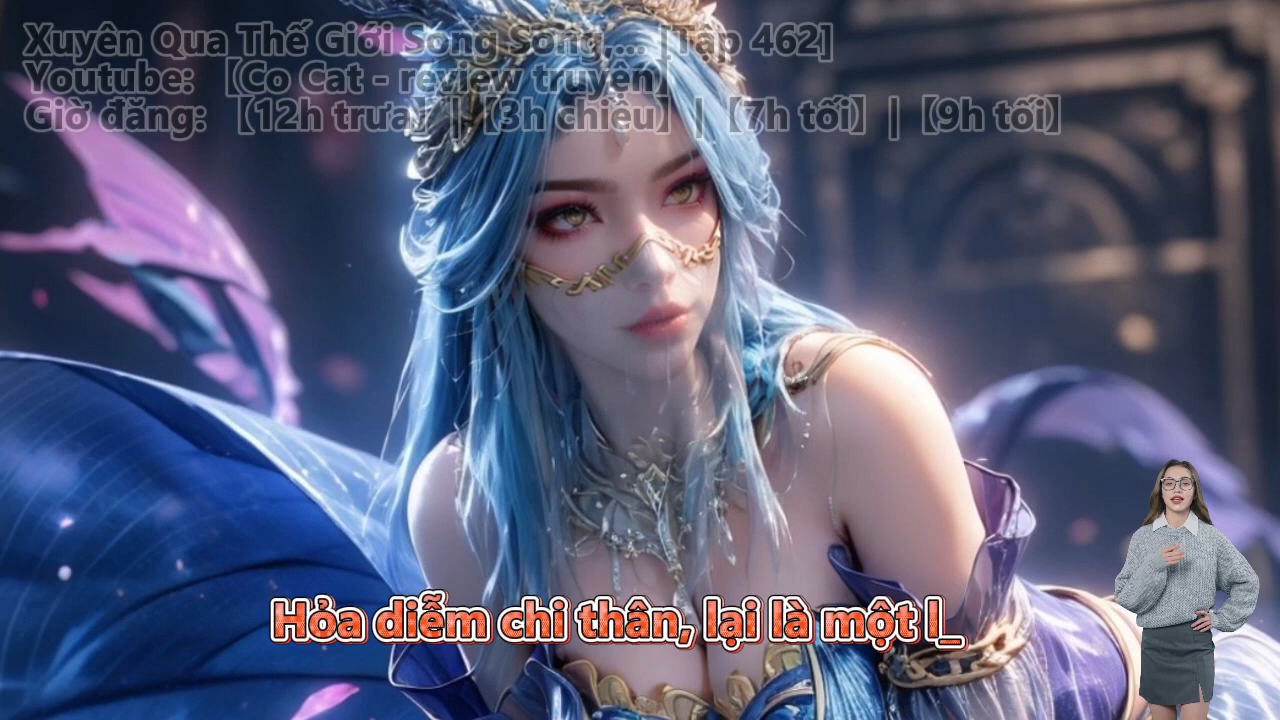 Xuyên Qua Thế Giới Song Song,... [Tập 462]
Youtube: [Co Cat - review truyện]
Giờ đăng: [12h trưa] | [3h chiều] | [7h tối] | [9h tối]
Hỏa diễm chi thân, lại là một l_